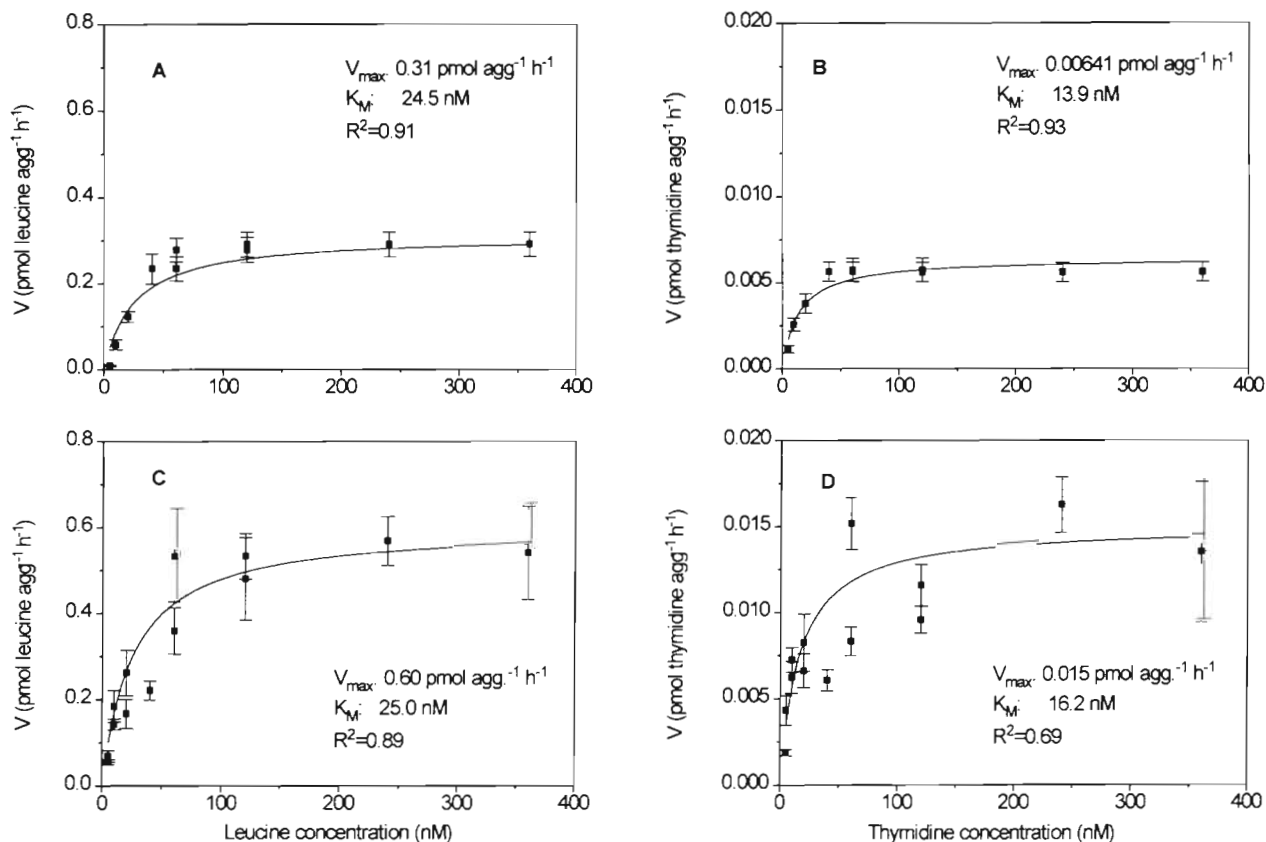 A
V (pmol leucine agg⁻¹ h⁻¹)
0.8
0.6
0.4
0.2
0.0
0
100
200
300
400
Vmax: 0.31 pmol agg⁻¹ h⁻¹
KM: 24.5 nM
R²=0.91
B
V (pmol thymidine agg⁻¹ h⁻¹)
0.020
0.015
0.010
0.005
0.000
0
100
200
300
400
Vmax: 0.00641 pmol agg⁻¹ h⁻¹
KM: 13.9 nM
R²=0.93
C
V (pmol leucine agg⁻¹ h⁻¹)
0.8
0.6
0.4
0.2
0.0
0
100
200
300
400
Leucine concentration (nM)
Vmax: 0.60 pmol agg.⁻¹ h⁻¹
KM: 25.0 nM
R²=0.89
D
V (pmol thymidine agg⁻¹ h⁻¹)
0.020
0.015
0.010
0.005
0.000
0
100
200
300
400
Thymidine concentration (nM)
Vmax: 0.015 pmol agg.⁻¹ h⁻¹
KM: 16.2 nM
R²=0.69